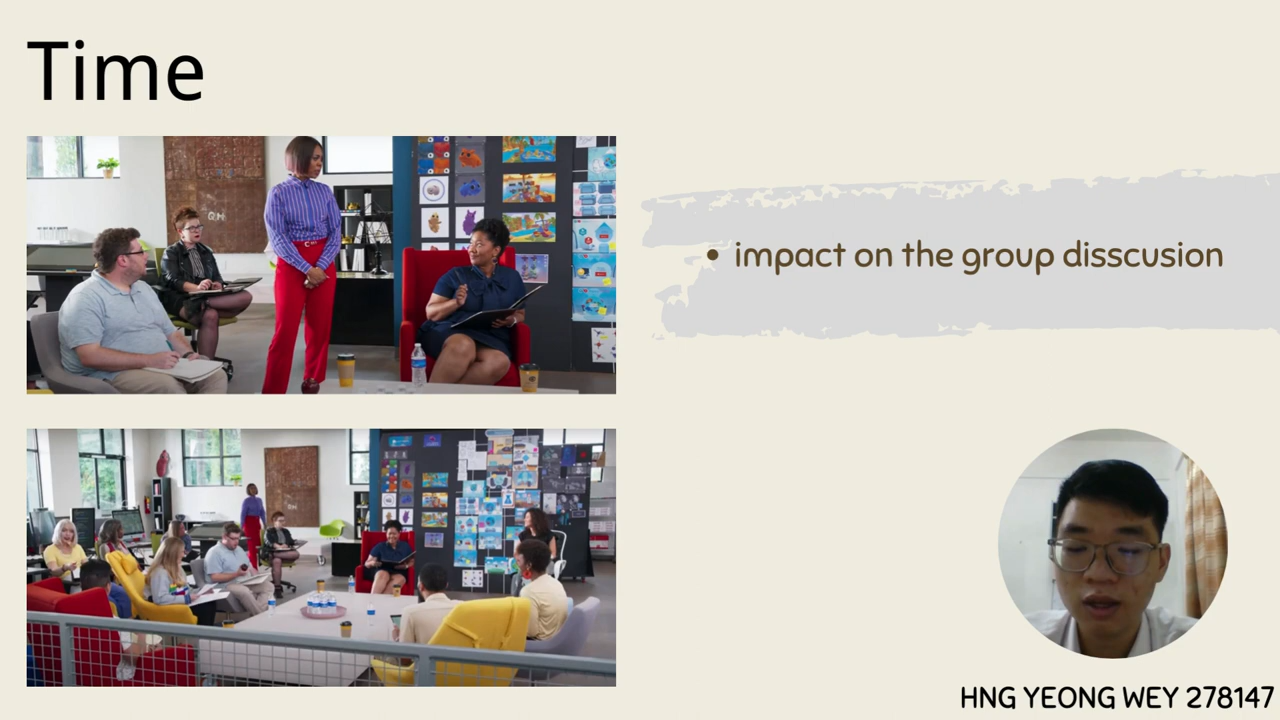 Time
• impact on the group disscusion
HNG YEONG WEY 278147